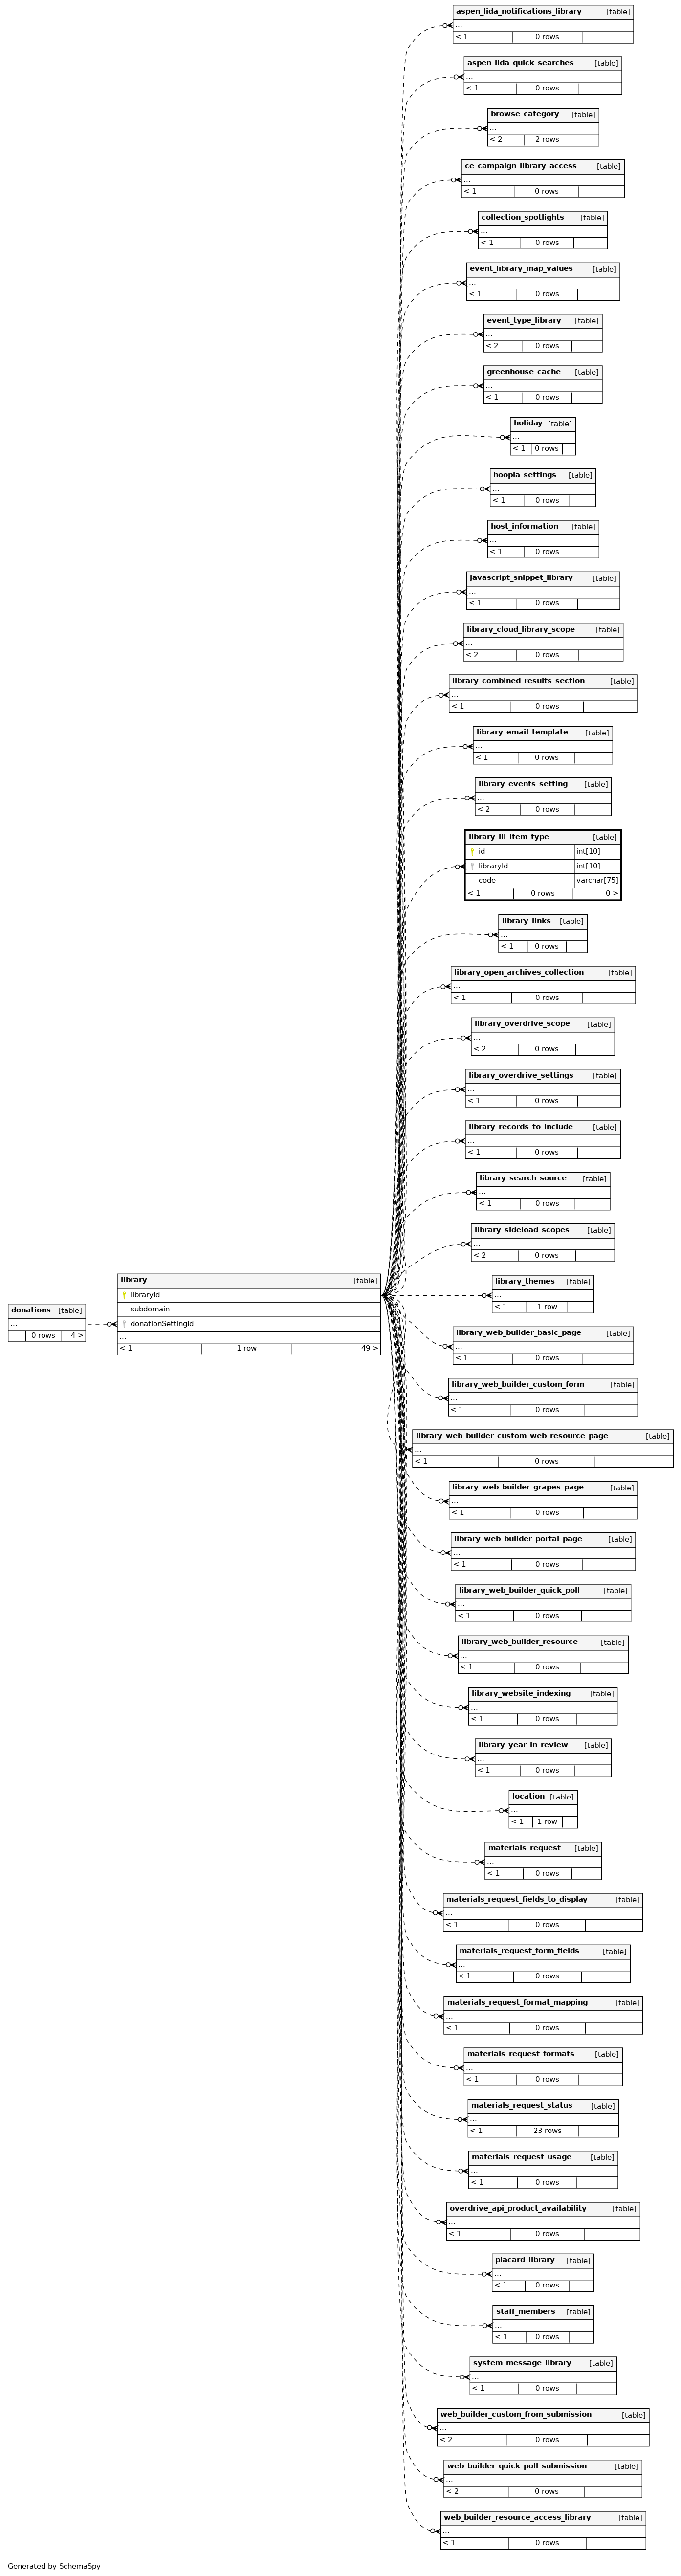 aspen_lida_notifications_library [table]
...
< 1 0 rows
aspen_lida_quick_searches [table]
...
< 1 0 rows
browse_category [table]
...
< 2 2 rows
ce_campaign_library_access [table]
...
< 1 0 rows
collection_spotlights [table]
...
< 1 0 rows
event_library_map_values [table]
...
< 1 0 rows
event_type_library [table]
...
< 2 0 rows
greenhouse_cache [table]
...
< 1 0 rows
holiday [table]
...
< 1 0 rows
hoopla_settings [table]
...
< 1 0 rows
host_information [table]
...
< 1 0 rows
javascript_snippet_library [table]
...
< 1 0 rows
library_cloud_library_scope [table]
...
< 2 0 rows
library_combined_results_section [table]
...
< 1 0 rows
library_email_template [table]
...
< 1 0 rows
library_events_setting [table]
...
< 2 0 rows
library_ill_item_type [table]
id int[10]
libraryId int[10]
code varchar[75]
< 1 0 rows 0 >
library_links [table]
...
< 1 0 rows
library_open_archives_collection [table]
...
< 1 0 rows
library_overdrive_scope [table]
...
< 2 0 rows
library_overdrive_settings [table]
...
< 1 0 rows
library_records_to_include [table]
...
< 1 0 rows
library_search_source [table]
...
< 1 0 rows
library_sideload_scopes [table]
...
< 2 0 rows
donations [table]
...
0 rows 4 >
library [table]
libraryId
subdomain
donationSettingId
...
< 1 1 row 49 >
library_themes [table]
...
< 1 1 row
library_web_builder_basic_page [table]
...
< 1 0 rows
library_web_builder_custom_form [table]
...
< 1 0 rows
library_web_builder_custom_web_resource_page [table]
...
< 1 0 rows
library_web_builder_grapes_page [table]
...
< 1 0 rows
library_web_builder_portal_page [table]
...
< 1 0 rows
library_web_builder_quick_poll [table]
...
< 1 0 rows
library_web_builder_resource [table]
...
< 1 0 rows
library_website_indexing [table]
...
< 1 0 rows
library_year_in_review [table]
...
< 1 0 rows
location [table]
...
< 1 1 row
materials_request [table]
...
< 1 0 rows
materials_request_fields_to_display [table]
...
< 1 0 rows
materials_request_form_fields [table]
...
< 1 0 rows
materials_request_format_mapping [table]
...
< 1 0 rows
materials_request_formats [table]
...
< 1 0 rows
materials_request_status [table]
...
< 1 23 rows
materials_request_usage [table]
...
< 1 0 rows
overdrive_api_product_availability [table]
...
< 1 0 rows
placard_library [table]
...
< 1 0 rows
staff_members [table]
...
< 1 0 rows
system_message_library [table]
...
< 1 0 rows
web_builder_custom_from_submission [table]
...
< 2 0 rows
web_builder_quick_poll_submission [table]
...
< 2 0 rows
web_builder_resource_access_library [table]
...
< 1 0 rows
Generated by SchemaSpy